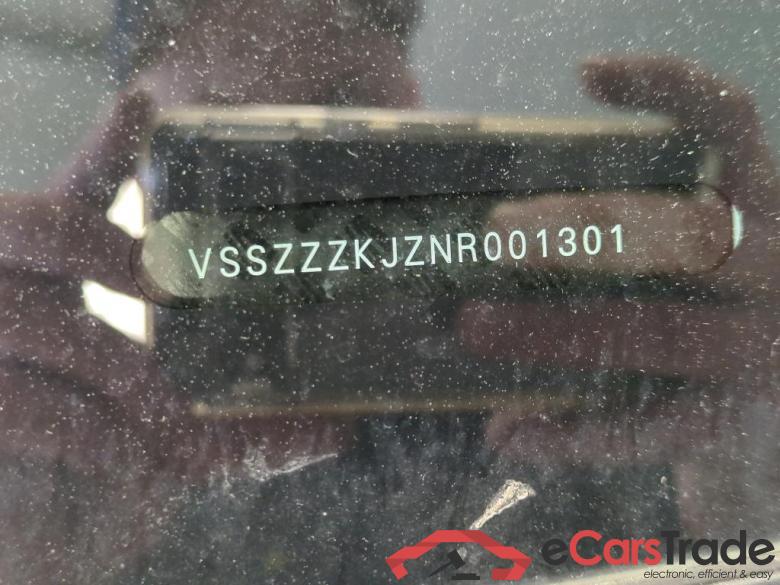 VSSZZZKJZNR001301
eCarsTrade
electronic, efficient & easy